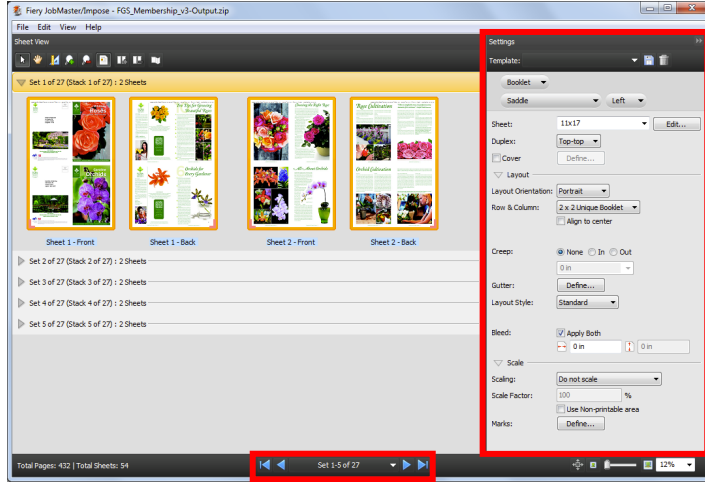 Fiery JobMaster/Impose - FGS_Membership_v3-Output.zip
File Edit View Help
Sheet View
Settings
Template:
Set 1 of 27 (Stack 1 of 27) : 2 Sheets
Booklet
Saddle Left
Sheet: 11x17 Edit...
Duplex: Top-top
Cover Define...
Layout
Layout Orientation: Portrait
Row & Column: 2 x 2 Unique Booklet
Align to center
Roses
Orchids
Rose Cultivation
Orchid Cultivation
Sheet 1 - Front Sheet 1 - Back Sheet 2 - Front Sheet 2 - Back
Creep: None In Out
0 in
Set 2 of 27 (Stack 2 of 27) : 2 Sheets
Set 3 of 27 (Stack 3 of 27) : 2 Sheets
Set 4 of 27 (Stack 4 of 27) : 2 Sheets
Set 5 of 27 (Stack 5 of 27) : 2 Sheets
Gutter: Define...
Layout Style: Standard
Bleed: Apply Both
0 in 0 in
Scale
Scaling: Do not scale
Scale Factor: 100 %
Use Non-printable area
Marks: Define...
Total Pages: 432 | Total Sheets: 54
Set 1-5 of 27
12%